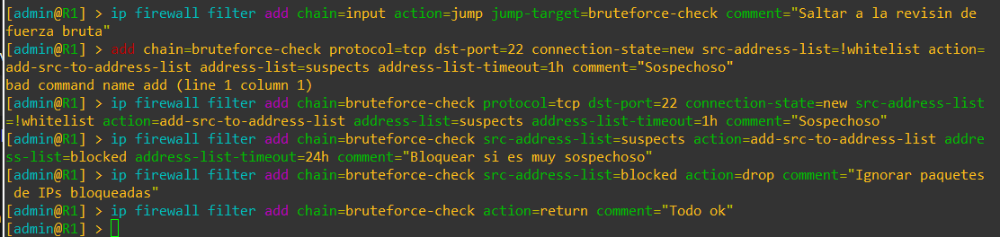 [admin@R1] > ip firewall filter add chain=input action=jump jump-target=bruteforce-check comment="Saltar a la revisin de
fuerza bruta"
[admin@R1] > add chain=bruteforce-check protocol=tcp dst-port=22 connection-state=new src-address-list=!whitelist action=
add-src-to-address-list address-list=suspects address-list-timeout=1h comment="Sospechoso"
bad command name add (line 1 column 1)
[admin@R1] > ip firewall filter add chain=bruteforce-check protocol=tcp dst-port=22 connection-state=new src-address-list
=!whitelist action=add-src-to-address-list address-list=suspects address-list-timeout=1h comment="Sospechoso"
[admin@R1] > ip firewall filter add chain=bruteforce-check src-address-list=suspects action=add-src-to-address-list addre
ss-list=blocked address-list-timeout=24h comment="Bloquear si es muy sospechoso"
[admin@R1] > ip firewall filter add chain=bruteforce-check src-address-list=blocked action=drop comment="Ignorar paquetes
de IPs bloqueadas"
[admin@R1] > ip firewall filter add chain=bruteforce-check action=return comment="Todo ok"
[admin@R1] >